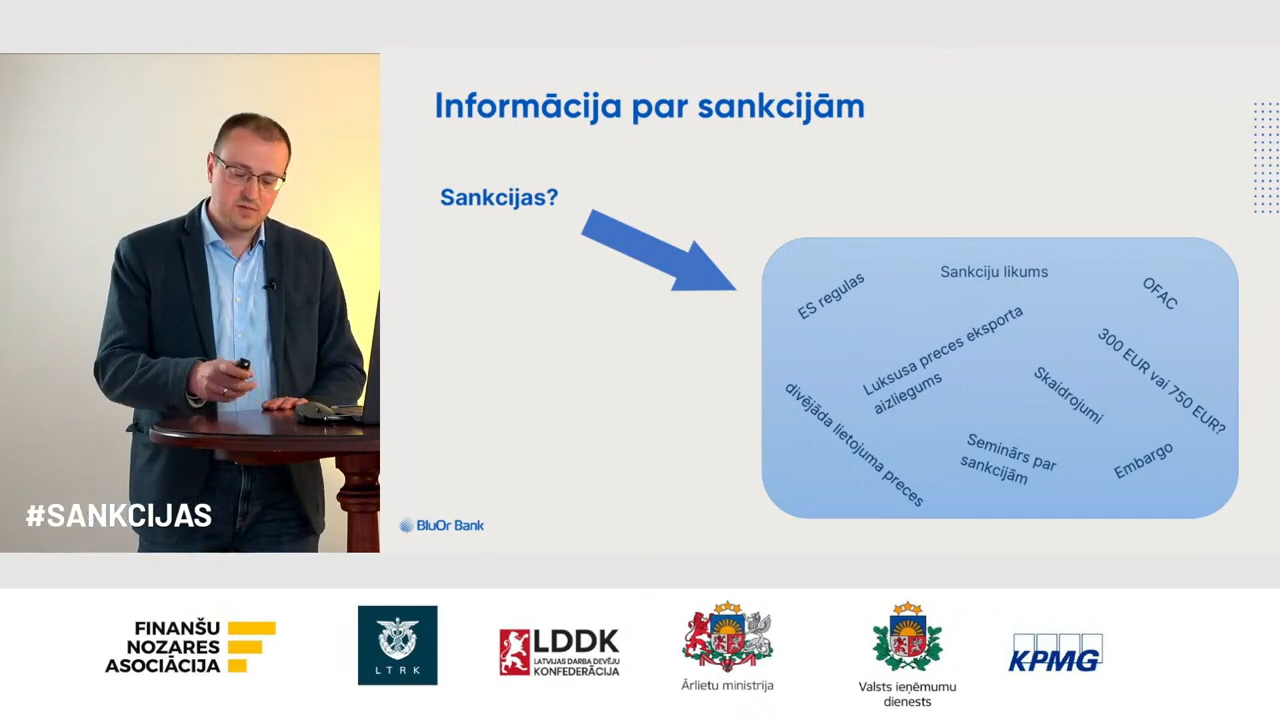 Informācija par sankcijām
Sankcijas?
Sankciju likums
ES regulas
OFAC
Luksusa preces eksporta
aizliegums
300 EUR vai 750 EUR?
Skaidrojumi
divējāda lietojuma preces
Seminārs par
sankcijām
Embargo
#SANKCIJAS
BluOr Bank
FINANŠU
NOZARES
ASOCIĀCIJA
LTRK
LDDK
LATVIJAS DARBA DEVĒJU
KONFEDERĀCIJA
Ārlietu ministrija
Valsts ieņēmumu
dienests
KPMG